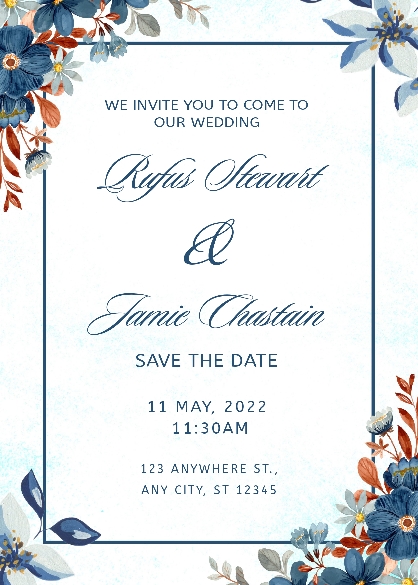 WE INVITE YOU TO COME TO
OUR WEDDING
Rufus Stewart
&
Jamie Chastain
SAVE THE DATE
11 MAY, 2022
11:30AM
123 ANYWHERE ST.,
ANY CITY, ST 12345